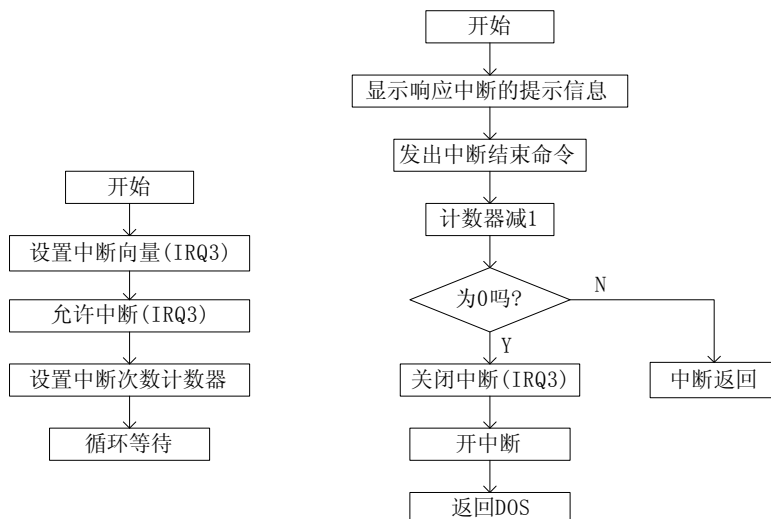 开始
设置中断向量(IRQ3)
允许中断(IRQ3)
设置中断次数计数器
循环等待
开始
显示响应中断的提示信息
发出中断结束命令
计数器减1
为0吗?
N
Y
关闭中断(IRQ3)
中断返回
开中断
返回DOS